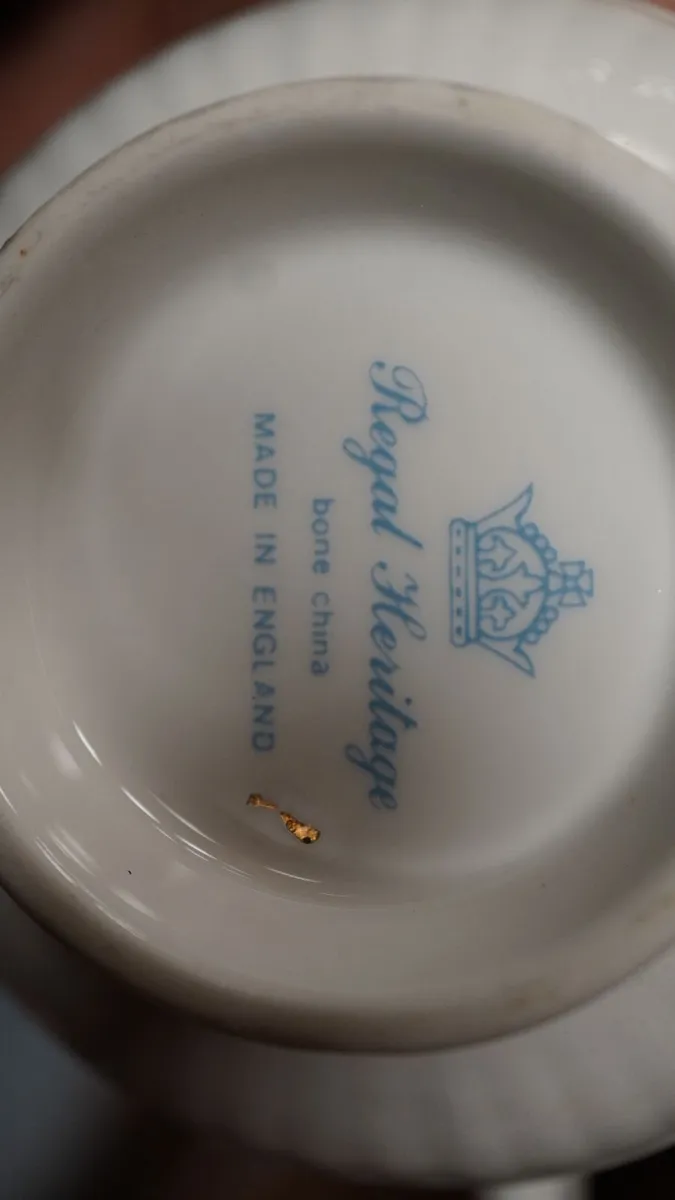 Regal Heritage
bone china
MADE IN ENGLAND